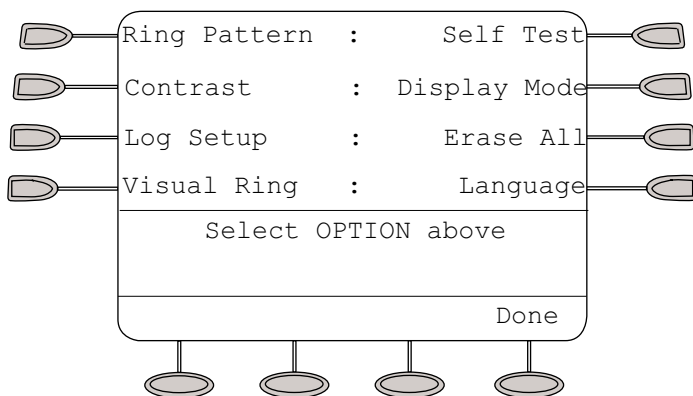 Ring Pattern : Self Test
Contrast : Display Mode
Log Setup : Erase All
Visual Ring : Language
Select OPTION above
Done